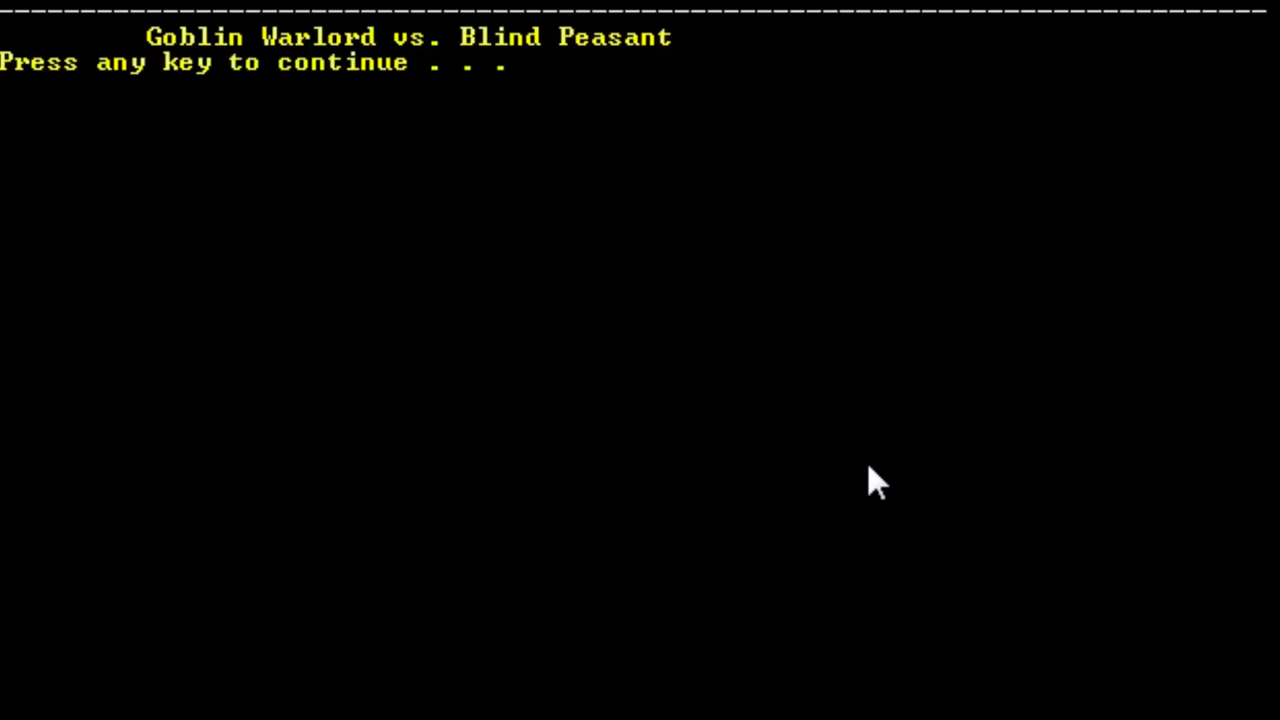 Goblin Warlord vs. Blind Peasant
Press any key to continue . . .